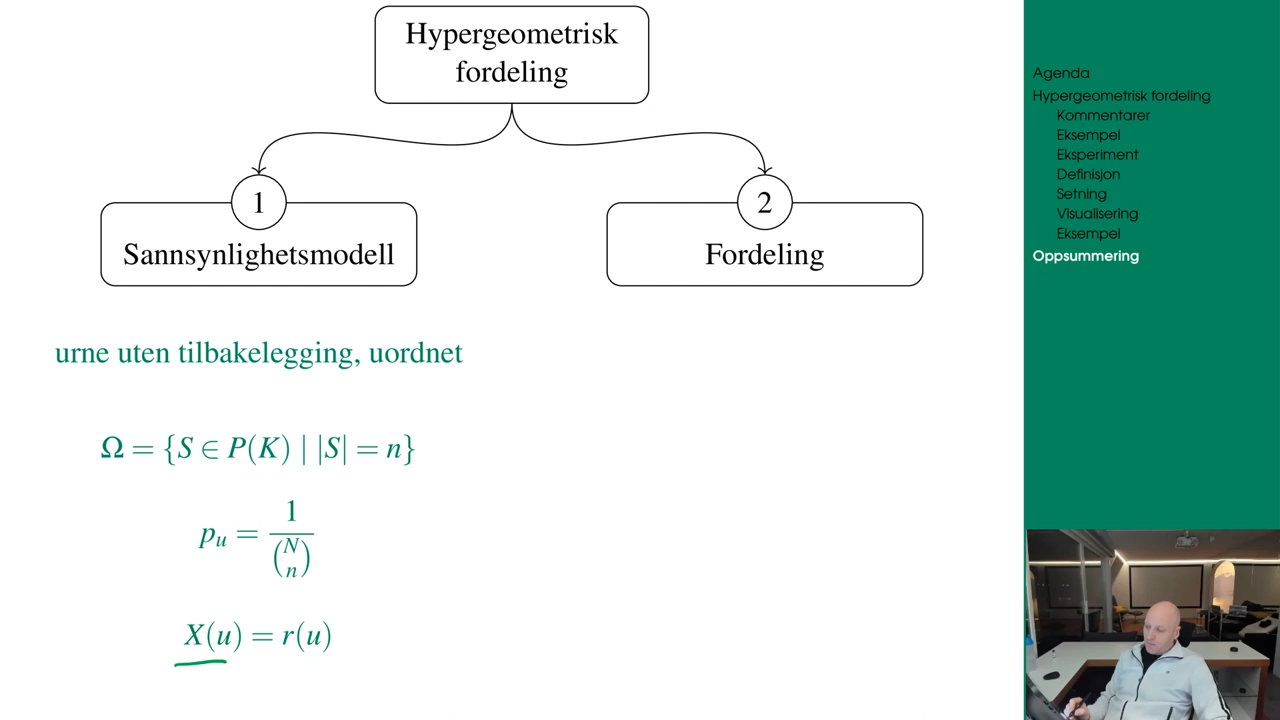 Hypergeometrisk
fordeling
1
Sannsynlighetsmodell
2
Fordeling
urne uten tilbakelegging, uordnet
Ω = {S ∈ P(K) | |S| = n}
p_u = 1 / (N n)
X(u) = r(u)
Agenda
Hypergeometrisk fordeling
Kommentarer
Eksempel
Eksperiment
Definisjon
Setning
Visualisering
Eksempel
Oppsummering